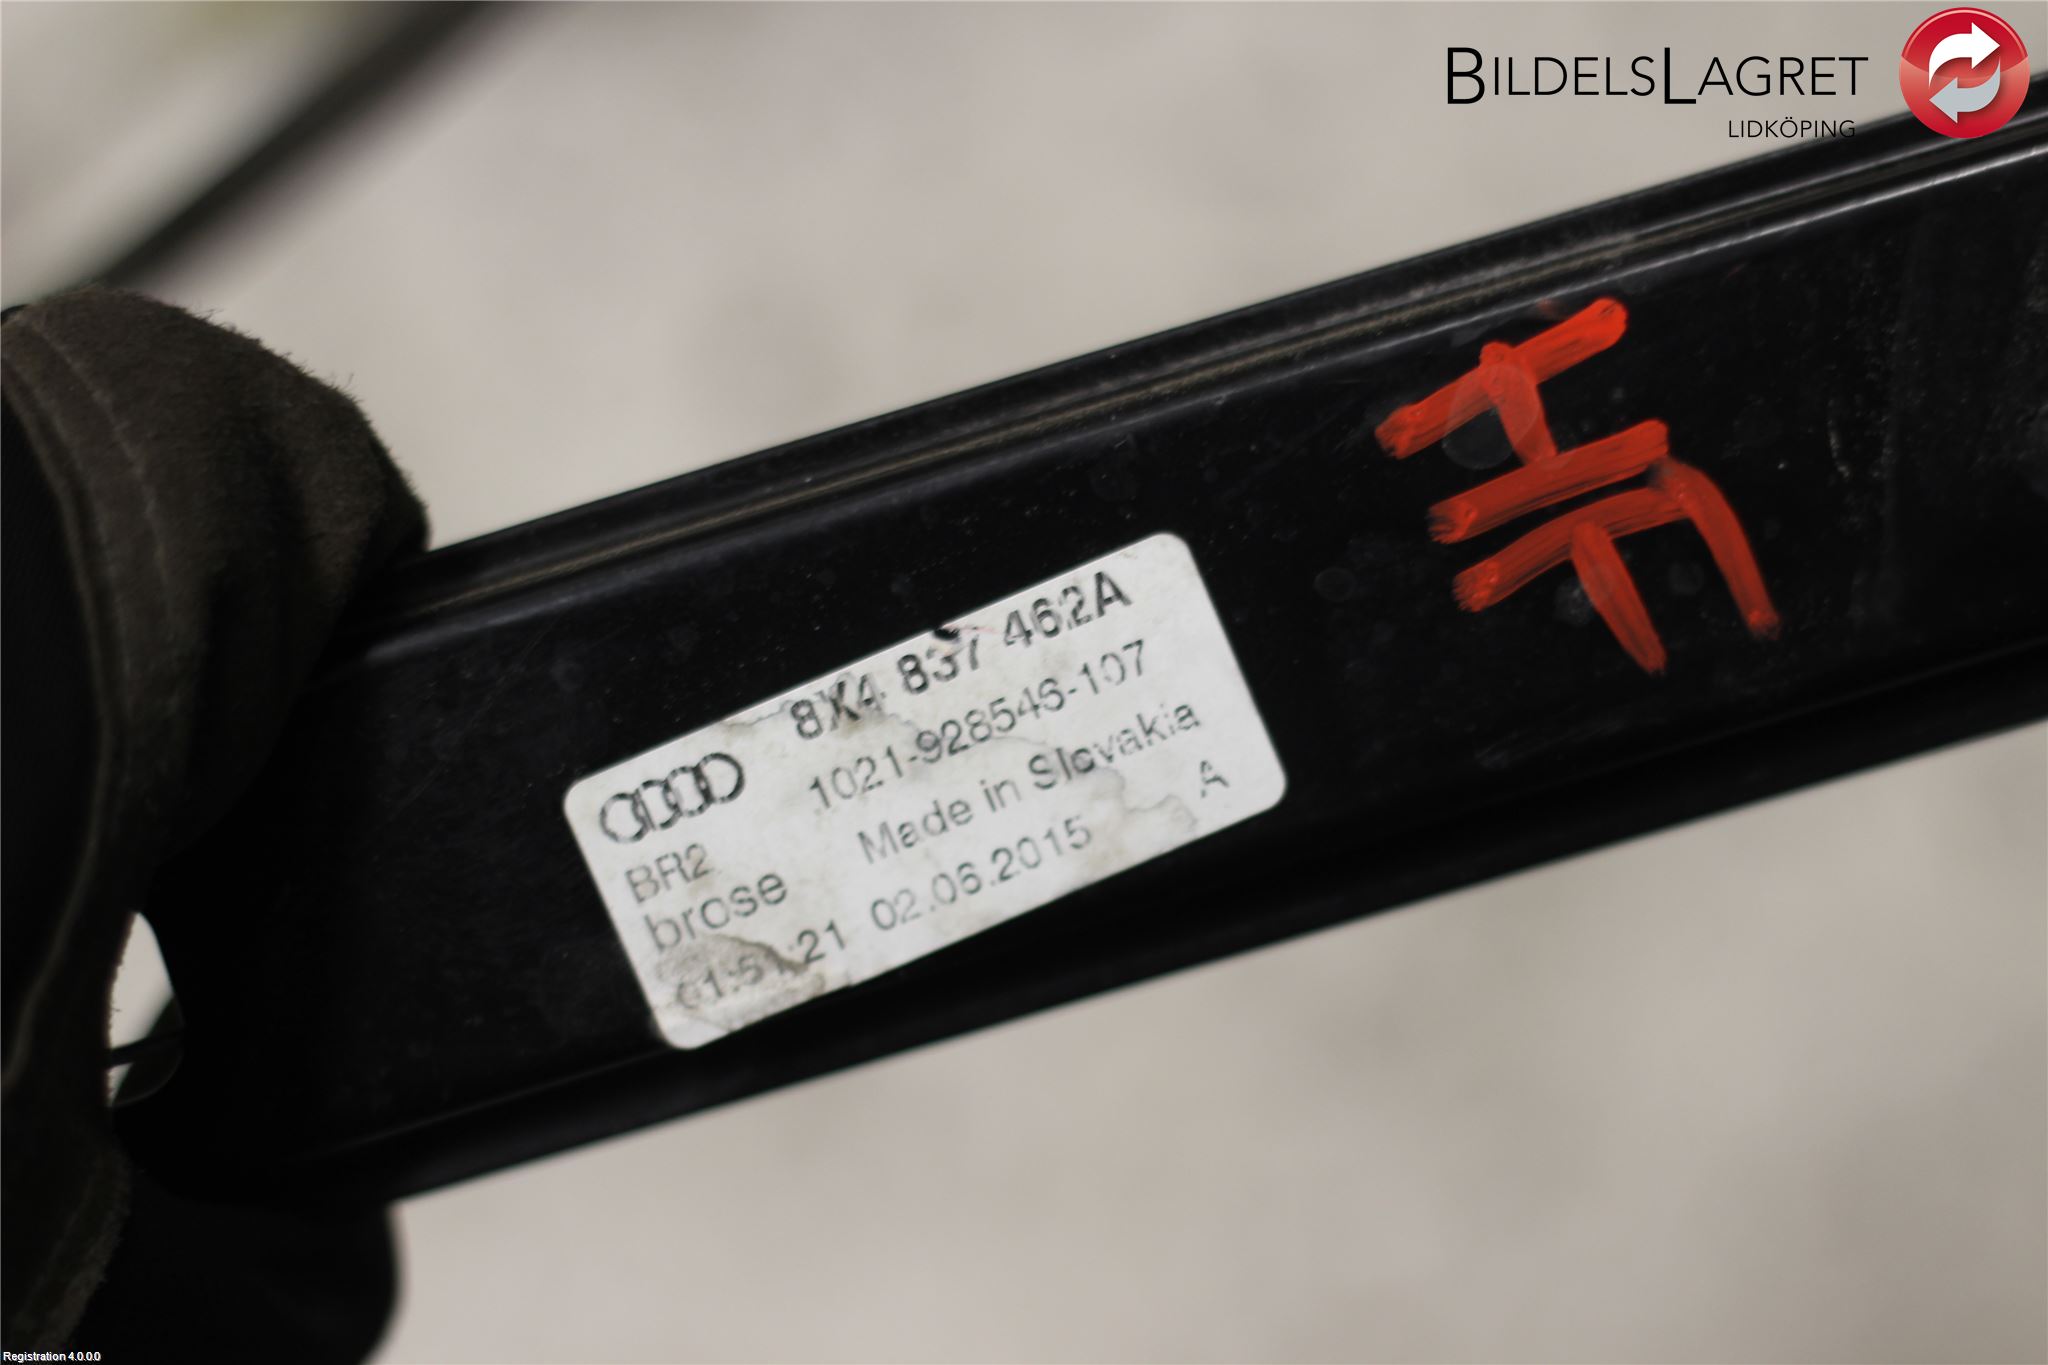 BILDELSLAGRET
LIDKÖPING
HF
8X4 837 462A
1021-928546-107
Made in Slovakia
A
BR2
brose
02.06.2015
Registration 4.0.0.0